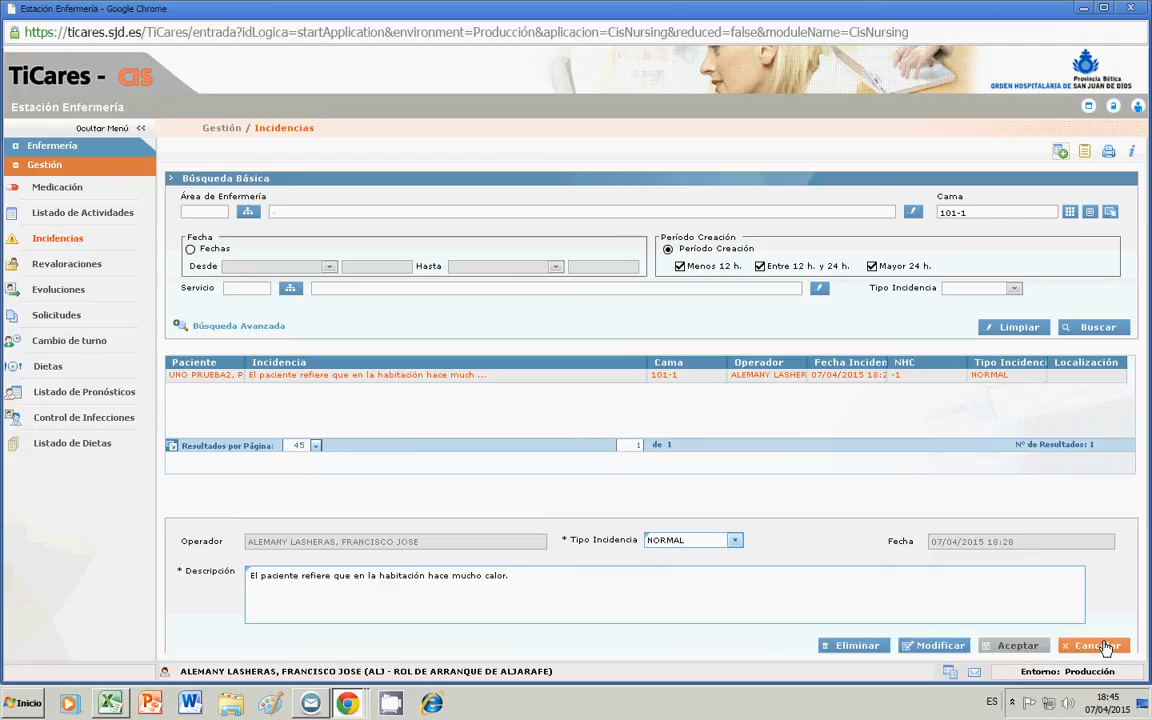 Estación Enfermería - Google Chrome
https://ticares.sjd.es/TiCares/entrada?idLogica=startApplication&environment=Producción&aplicacion=CisNursing&reduced=false&moduleName=CisNursing
TiCares - CIS
Provincia Bética
ORDEN HOSPITALARIA DE SAN JUAN DE DIOS
Estación Enfermería
Ocultar Menú <<
Gestión / Incidencias
Enfermería
Gestión
Medicación
Listado de Actividades
Incidencias
Revaloraciones
Evoluciones
Solicitudes
Cambio de turno
Dietas
Listado de Pronósticos
Control de Infecciones
Listado de Dietas
Búsqueda Básica
Área de Enfermería
Cama
.
101-1
Fecha
Período Creación
Fechas
Período Creación
Desde
Hasta
Menos 12 h.
Entre 12 h. y 24 h.
Mayor 24 h.
Servicio
Tipo Incidencia
Búsqueda Avanzada
Limpiar
Buscar
Paciente Incidencia Cama Operador Fecha Inciden NHC Tipo Incidenc Localización
UNO PRUEBA2, P El paciente refiere que en la habitación hace much ... 101-1 ALEMANY LASHER 07/04/2015 18:2 -1 NORMAL
Resultados por Página: 45 1 de 1 Nº de Resultados: 1
Operador ALEMANY LASHERAS, FRANCISCO JOSE * Tipo Incidencia NORMAL Fecha 07/04/2015 18:28
* Descripción El paciente refiere que en la habitación hace mucho calor.
Eliminar Modificar Aceptar Cancelar
ALEMANY LASHERAS, FRANCISCO JOSE (ALJ - ROL DE ARRANQUE DE ALJARAFE)
Entorno: Producción
Inicio
ES
18:45
07/04/2015